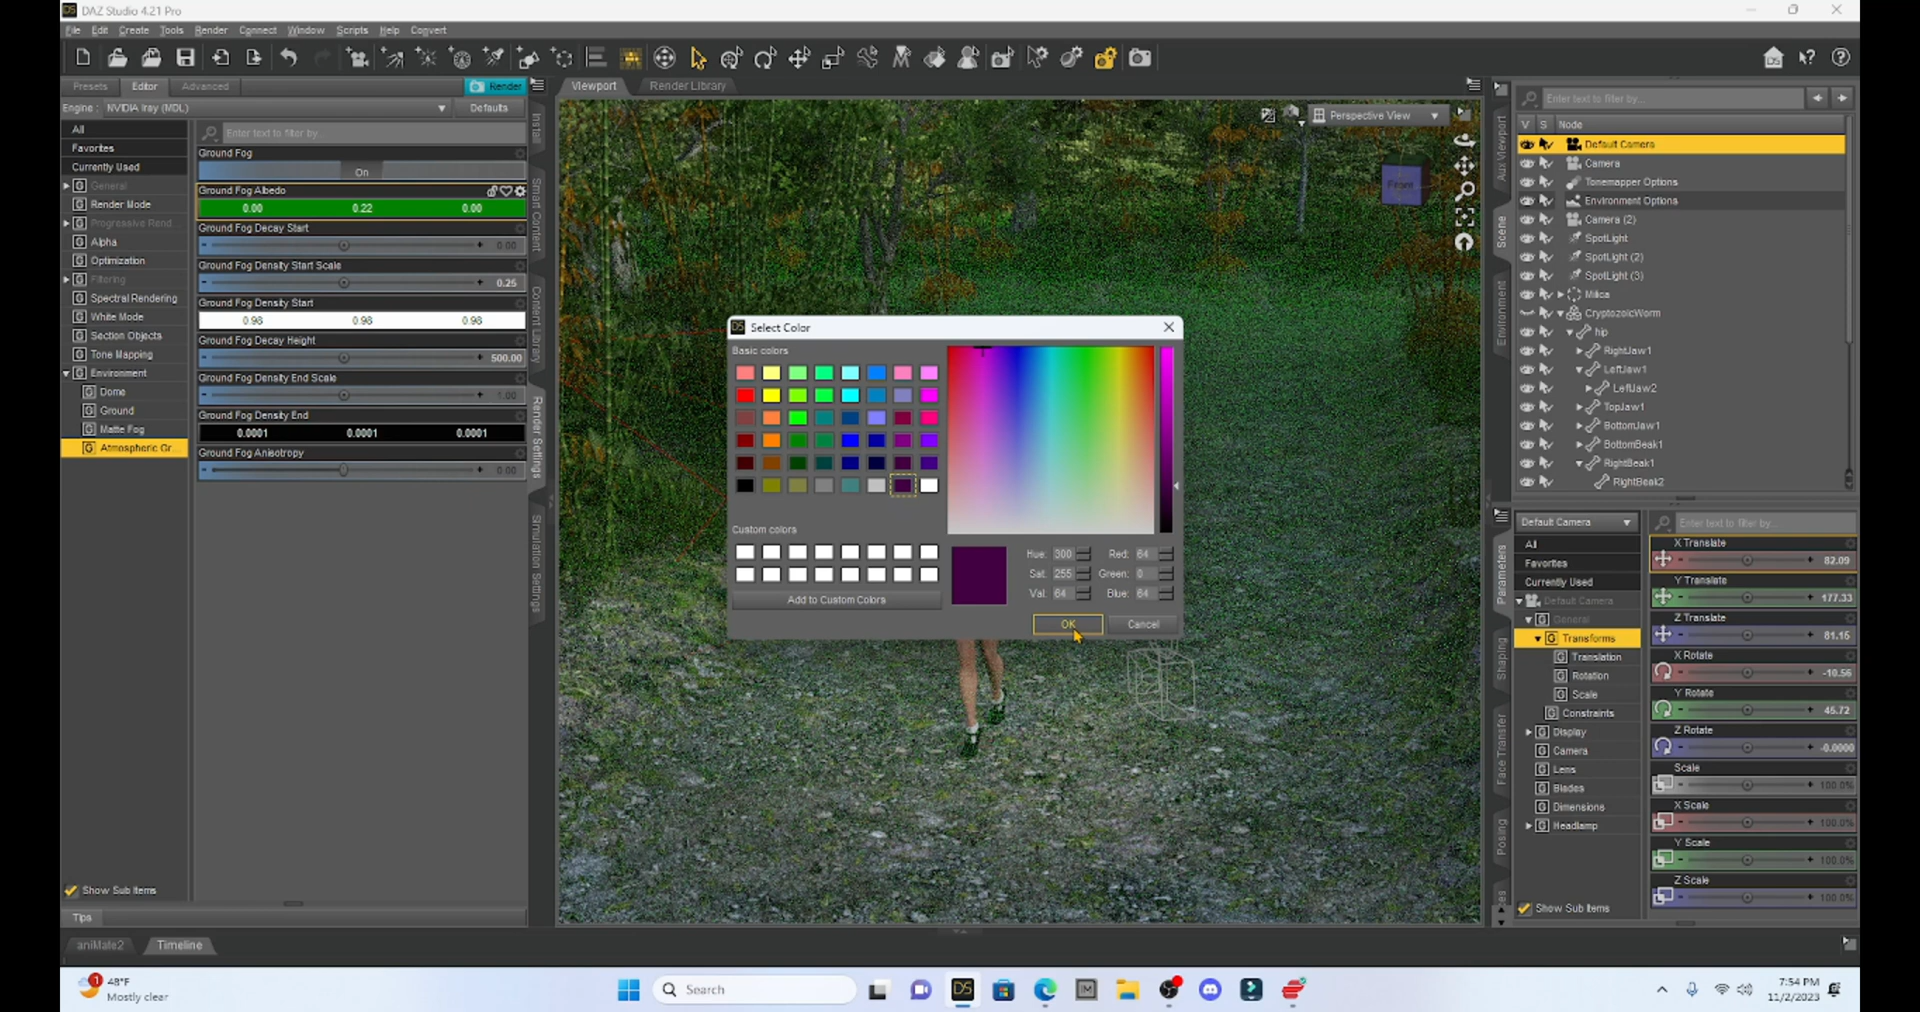 DAZ Studio 4.21 Pro
File Edit Create Tools Render Connect Window Scripts Help Convert
Presets Editor Advanced Render
Engine : NVIDIA Iray (MDL) Defaults
All
Favorites
Currently Used
General
Render Mode
Progressive Rend
Alpha
Optimization
Filtering
Spectral Rendering
White Mode
Section Objects
Tone Mapping
Environment
Dome
Ground
Matte Fog
Atmospheric Gr...
Show Sub Items
Tips
Enter text to filter by...
Ground Fog
On
Ground Fog Albedo
0.00 0.22 0.00
Ground Fog Decay Start
0.00
Ground Fog Density Start Scale
0.25
Ground Fog Density Start
0.98 0.98 0.98
Ground Fog Decay Height
500.00
Ground Fog Density End Scale
1.00
Ground Fog Density End
0.0001 0.0001 0.0001
Ground Fog Anisotropy
0.00
Install
Smart Content
Content Library
Render Settings
Simulation Settings
Viewport Render Library
Perspective View
Front
Select Color
Basic colors
Custom colors
Add to Custom Colors
Hue: 300 Red: 64
Sat: 255 Green: 0
Val: 64 Blue: 64
OK Cancel
Aux Viewport
Scene
Environment
Enter text to filter by...
V S Node
Default Camera
Camera
Tonemapper Options
Environment Options
Camera (2)
SpotLight
SpotLight (2)
SpotLight (3)
Milica
CryptozoicWorm
hip
RightJaw1
LeftJaw1
LeftJaw2
TopJaw1
BottomJaw1
BottomBeak1
RightBeak1
RightBeak2
Parameters
Shaping
Face Transfer
Posing
Default Camera
All
Favorites
Currently Used
Default Camera
General
Transforms
Translation
Rotation
Scale
Constraints
Display
Camera
Lens
Blades
Dimensions
Headlamp
Show Sub Items
Enter text to filter by...
X Translate
82.09
Y Translate
177.33
Z Translate
81.15
X Rotate
-10.56
Y Rotate
45.72
Z Rotate
-0.0000
Scale
100.0%
X Scale
100.0%
Y Scale
100.0%
Z Scale
100.0%
aniMate2 Timeline
1
48°F
Mostly clear
Search
DS
IM
7:54 PM
11/2/2023